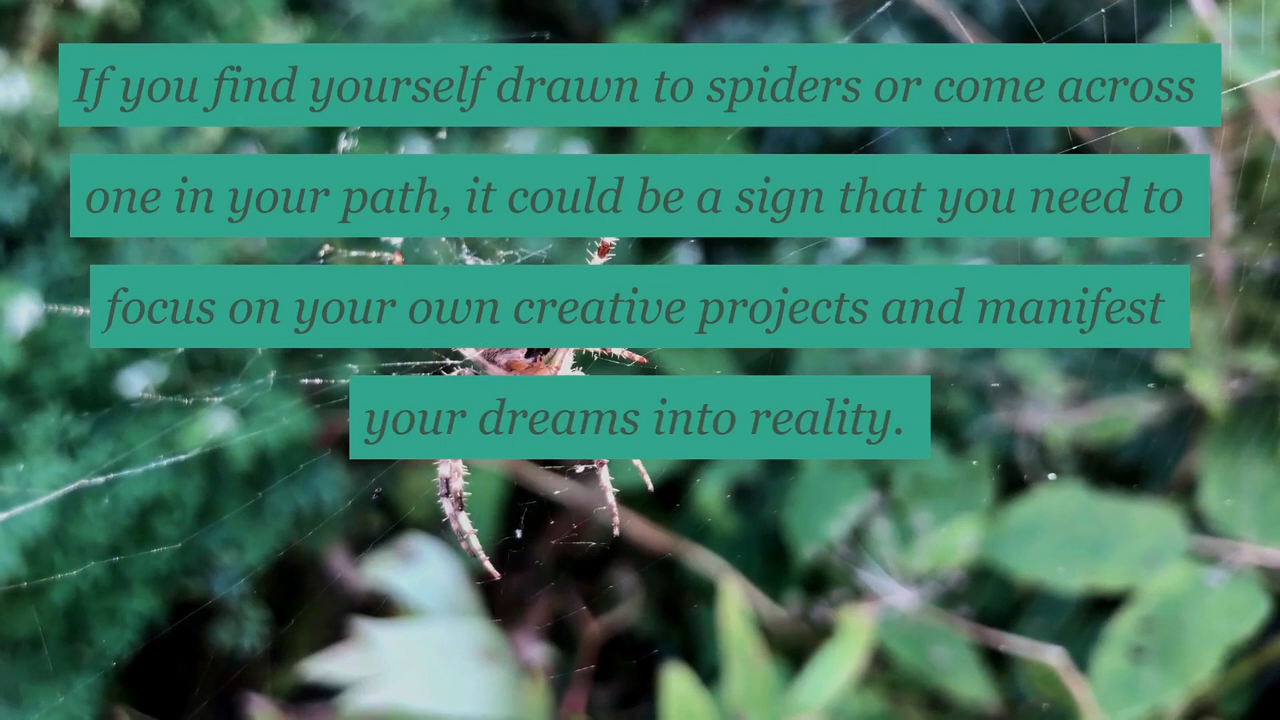 If you find yourself drawn to spiders or come across
one in your path, it could be a sign that you need to
focus on your own creative projects and manifest
your dreams into reality.